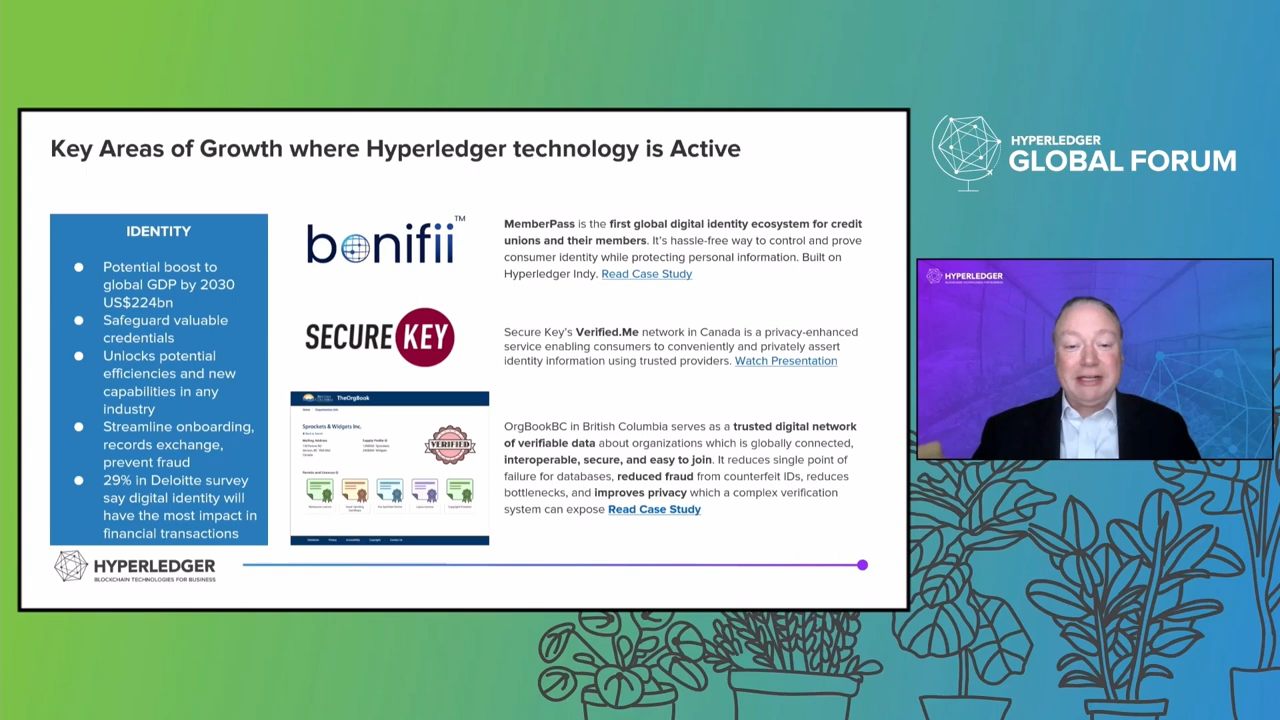 Key Areas of Growth where Hyperledger technology is Active
IDENTITY
Potential boost to
global GDP by 2030
US$224bn
Safeguard valuable
credentials
Unlocks potential
efficiencies and new
capabilities in any
industry
Streamline onboarding,
records exchange,
prevent fraud
29% in Deloitte survey
say digital identity will
have the most impact in
financial transactions
bonifii™
MemberPass is the first global digital identity ecosystem for credit
unions and their members. It's hassle-free way to control and prove
consumer identity while protecting personal information. Built on
Hyperledger Indy. Read Case Study
SECURE KEY
Secure Key's Verified.Me network in Canada is a privacy-enhanced
service enabling consumers to conveniently and privately assert
identity information using trusted providers. Watch Presentation
TheOrgBook
Sprockets & Widgets Inc.
VERIFIED
OrgBookBC in British Columbia serves as a trusted digital network
of verifiable data about organizations which is globally connected,
interoperable, secure, and easy to join. It reduces single point of
failure for databases, reduced fraud from counterfeit IDs, reduces
bottlenecks, and improves privacy which a complex verification
system can expose Read Case Study
HYPERLEDGER
BLOCKCHAIN TECHNOLOGIES FOR BUSINESS
HYPERLEDGER
GLOBAL FORUM
HYPERLEDGER
BLOCKCHAIN TECHNOLOGIES FOR BUSINESS